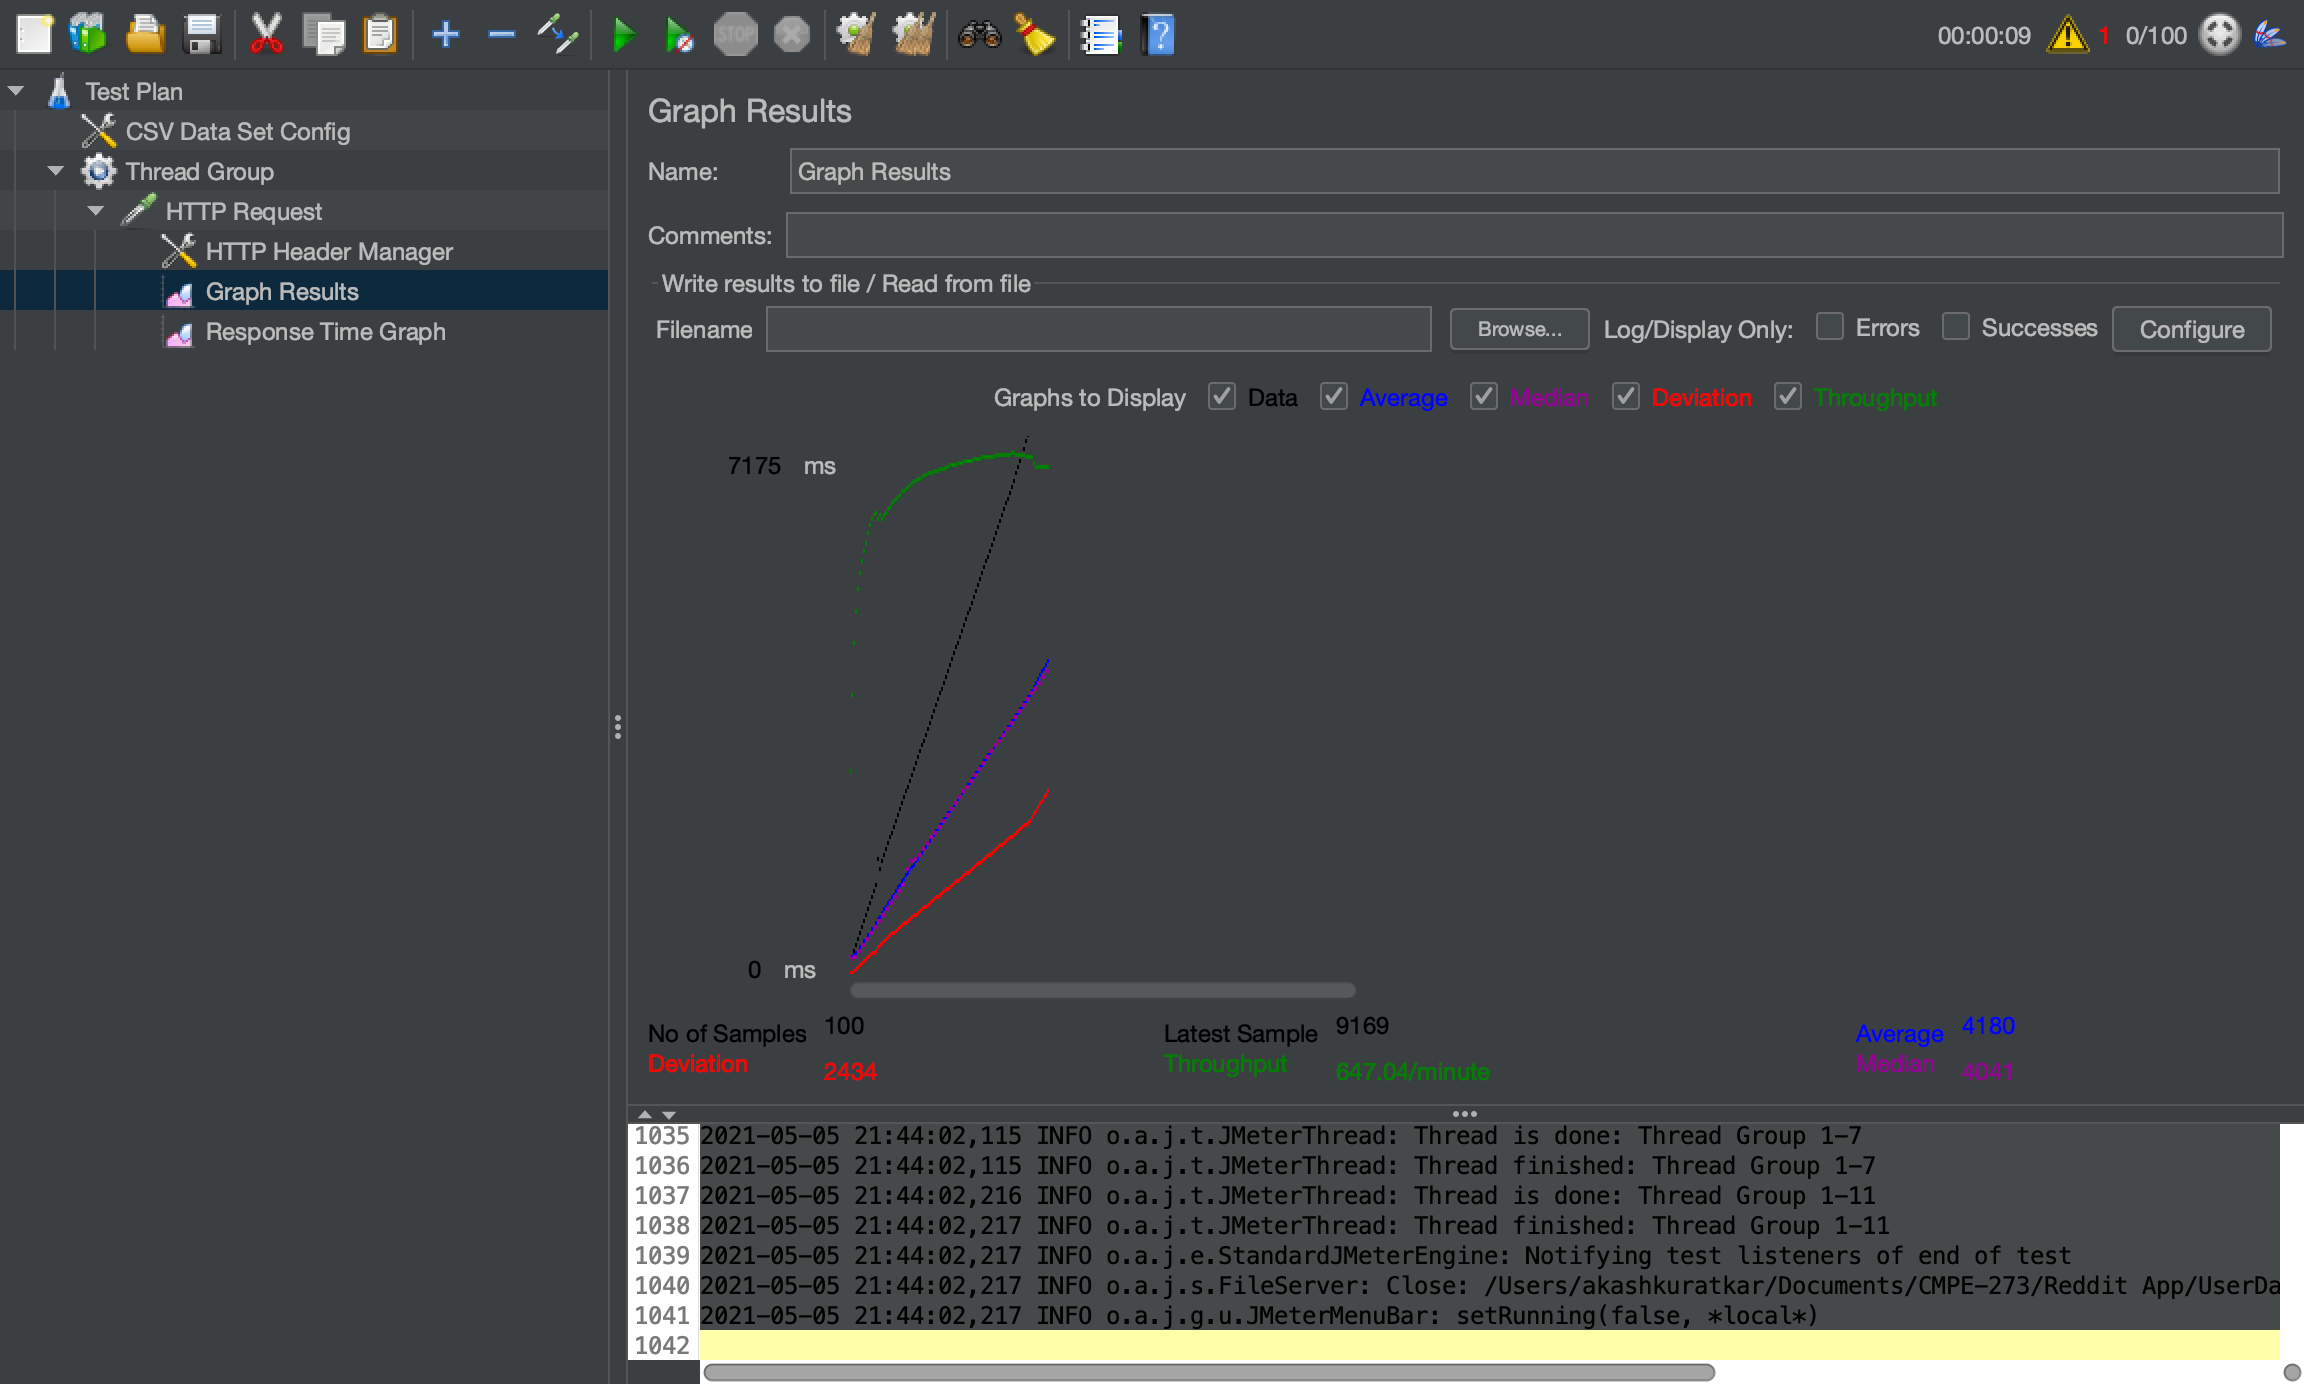 STOP
00:00:09 1 0/100
Test Plan
CSV Data Set Config
Thread Group
HTTP Request
HTTP Header Manager
Graph Results
Response Time Graph
Graph Results
Name: Graph Results
Comments:
Write results to file / Read from file
Filename Browse... Log/Display Only: Errors Successes Configure
Graphs to Display Data Average Median Deviation Throughput
7175 ms
0 ms
No of Samples 100 Latest Sample 9169 Average 4180
Deviation 2434 Throughput 647.04/minute Median 4041
1035 2021-05-05 21:44:02,115 INFO o.a.j.t.JMeterThread: Thread is done: Thread Group 1-7
1036 2021-05-05 21:44:02,115 INFO o.a.j.t.JMeterThread: Thread finished: Thread Group 1-7
1037 2021-05-05 21:44:02,216 INFO o.a.j.t.JMeterThread: Thread is done: Thread Group 1-11
1038 2021-05-05 21:44:02,217 INFO o.a.j.t.JMeterThread: Thread finished: Thread Group 1-11
1039 2021-05-05 21:44:02,217 INFO o.a.j.e.StandardJMeterEngine: Notifying test listeners of end of test
1040 2021-05-05 21:44:02,217 INFO o.a.j.s.FileServer: Close: /Users/akashkuratkar/Documents/CMPE-273/Reddit App/UserDa
1041 2021-05-05 21:44:02,217 INFO o.a.j.g.u.JMeterMenuBar: setRunning(false, *local*)
1042